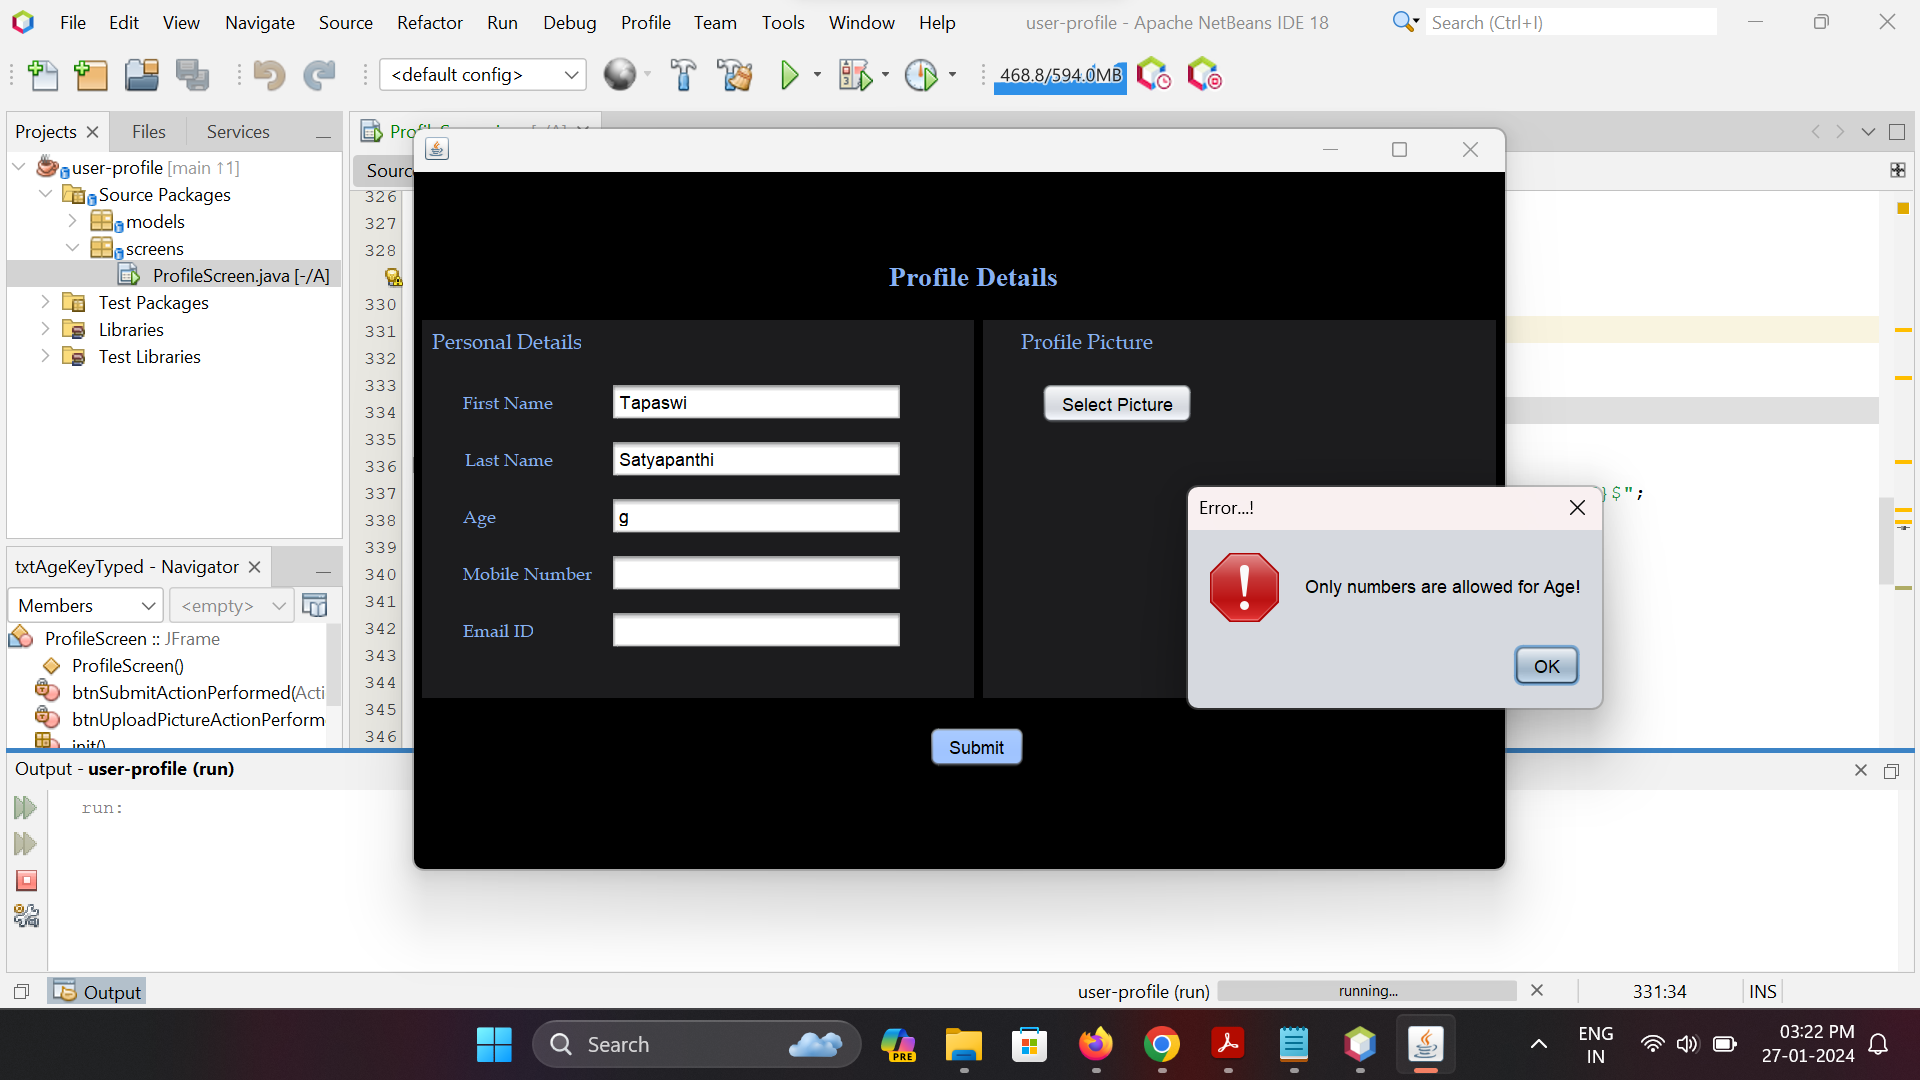 File Edit View Navigate Source Refactor Run Debug Profile Team Tools Window Help
user-profile - Apache NetBeans IDE 18
Search (Ctrl+I)
<default config>
468.8/594.0MB
Projects Files Services
user-profile [main ↑1]
Source Packages
models
screens
ProfileScreen.java [-/A]
Test Packages
Libraries
Test Libraries
txtAgeKeyTyped - Navigator
Members
<empty>
ProfileScreen :: JFrame
ProfileScreen()
btnSubmitActionPerformed(Acti
btnUploadPictureActionPerform
init()
Sourc
326
327
328
330
331
332
333
334
335
336
337
338
339
340
341
342
343
344
345
346
}$";
Profile Details
Personal Details
First Name Tapaswi
Last Name Satyapanthi
Age g
Mobile Number
Email ID
Profile Picture
Select Picture
Submit
Error...!
Only numbers are allowed for Age!
OK
Output - user-profile (run)
run:
Output
user-profile (run) running... 331:34 INS
Search
PRE
ENG
IN
03:22 PM
27-01-2024